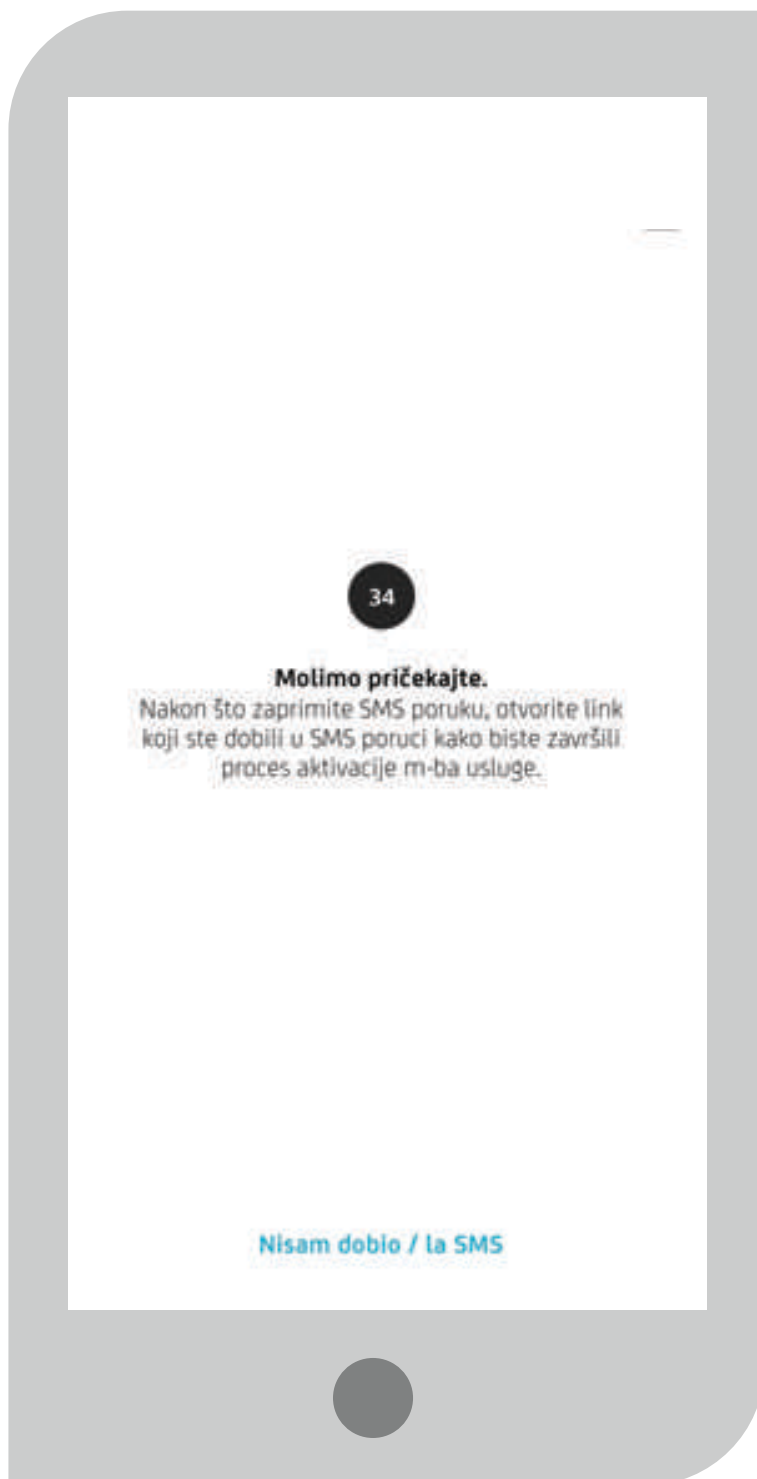 34
Molimo pričekajte.
Nakon što zaprimite SMS poruku, otvorite link
koji ste dobili u SMS poruci kako biste završili
proces aktivacije m-ba usluge.
Nisam dobio / la SMS